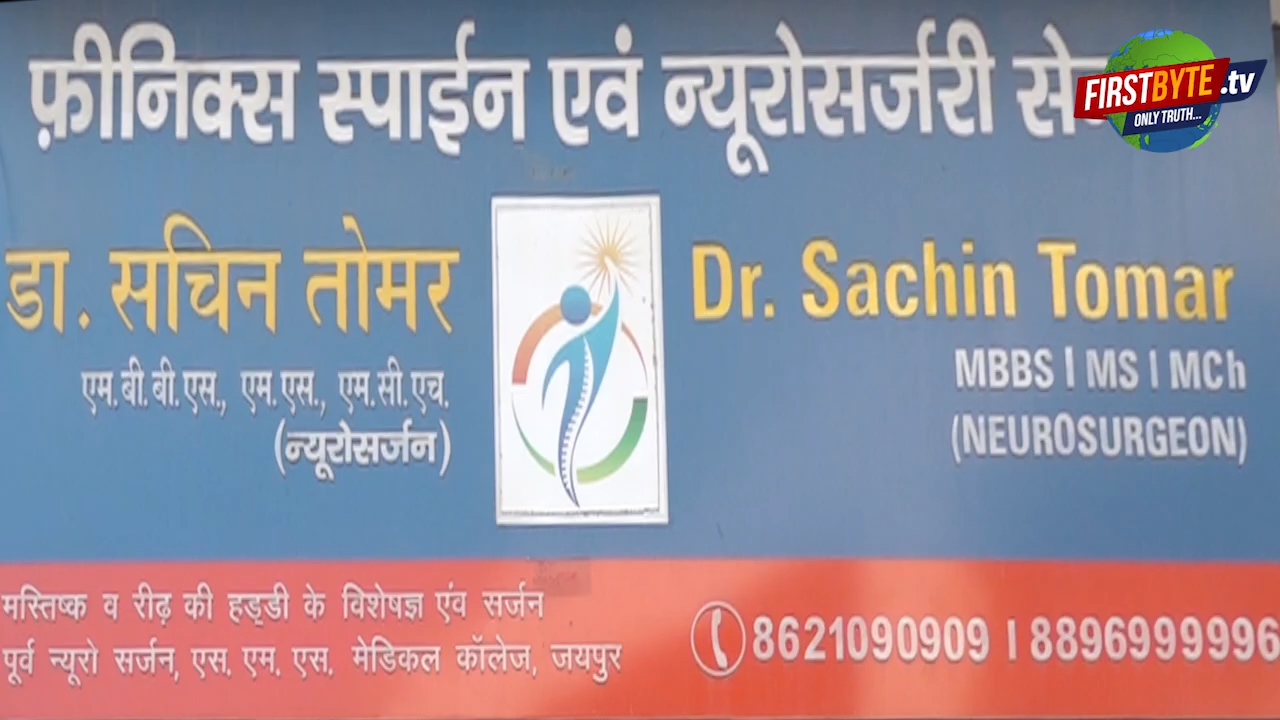 फ़ीनिक्स स्पाईन एवं न्यूरोसर्जरी
FIRSTBYTE.tv
ONLY TRUTH...
डा. सचिन तोमर
एम.बी.बी.एस., एम.एस., एम.सी.एच.
(न्यूरोसर्जन)
Dr. Sachin Tomar
MBBS | MS | MCh
(NEUROSURGEON)
मस्तिष्क व रीढ़ की हड्डी के विशेषज्ञ एंव सर्जन
पूर्व न्यूरो सर्जन, एस. एम. एस. मेडिकल कॉलेज, जयपुर
8621090909 | 8896999996